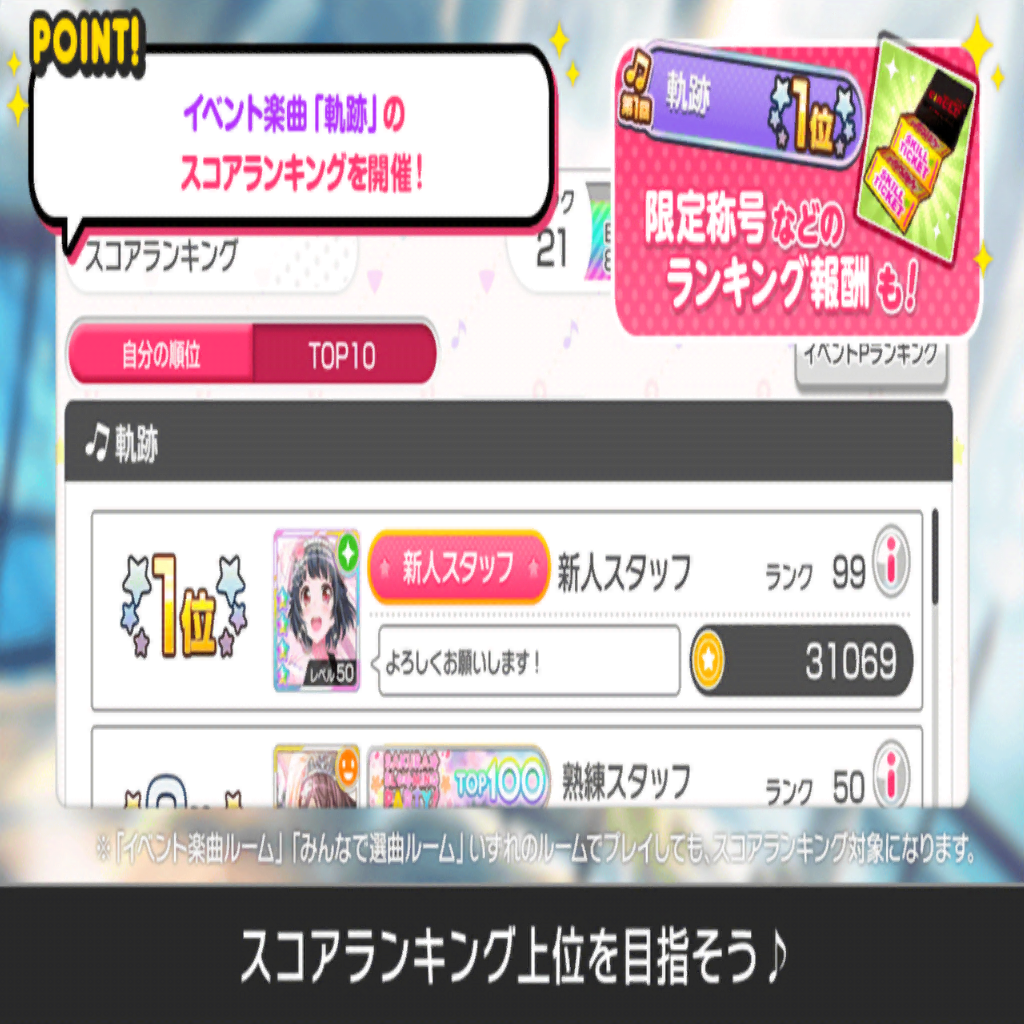 POINT!
イベント楽曲「軌跡」の
スコアランキングを開催!
第1回
軌跡
1位
SKILL TICKET
SKILL TICKET
限定称号などの
ランキング報酬も!
スコアランキング
21
自分の順位
TOP10
イベントPランキング
軌跡
1位
レベル50
新人スタッフ
新人スタッフ
ランク 99
よろしくお願いします!
31069
TOP100
熟練スタッフ
ランク 50
※「イベント楽曲ルーム」「みんなで選曲ルーム」いずれのルームでプレイしても、スコアランキング対象になります。
スコアランキング上位を目指そう♪